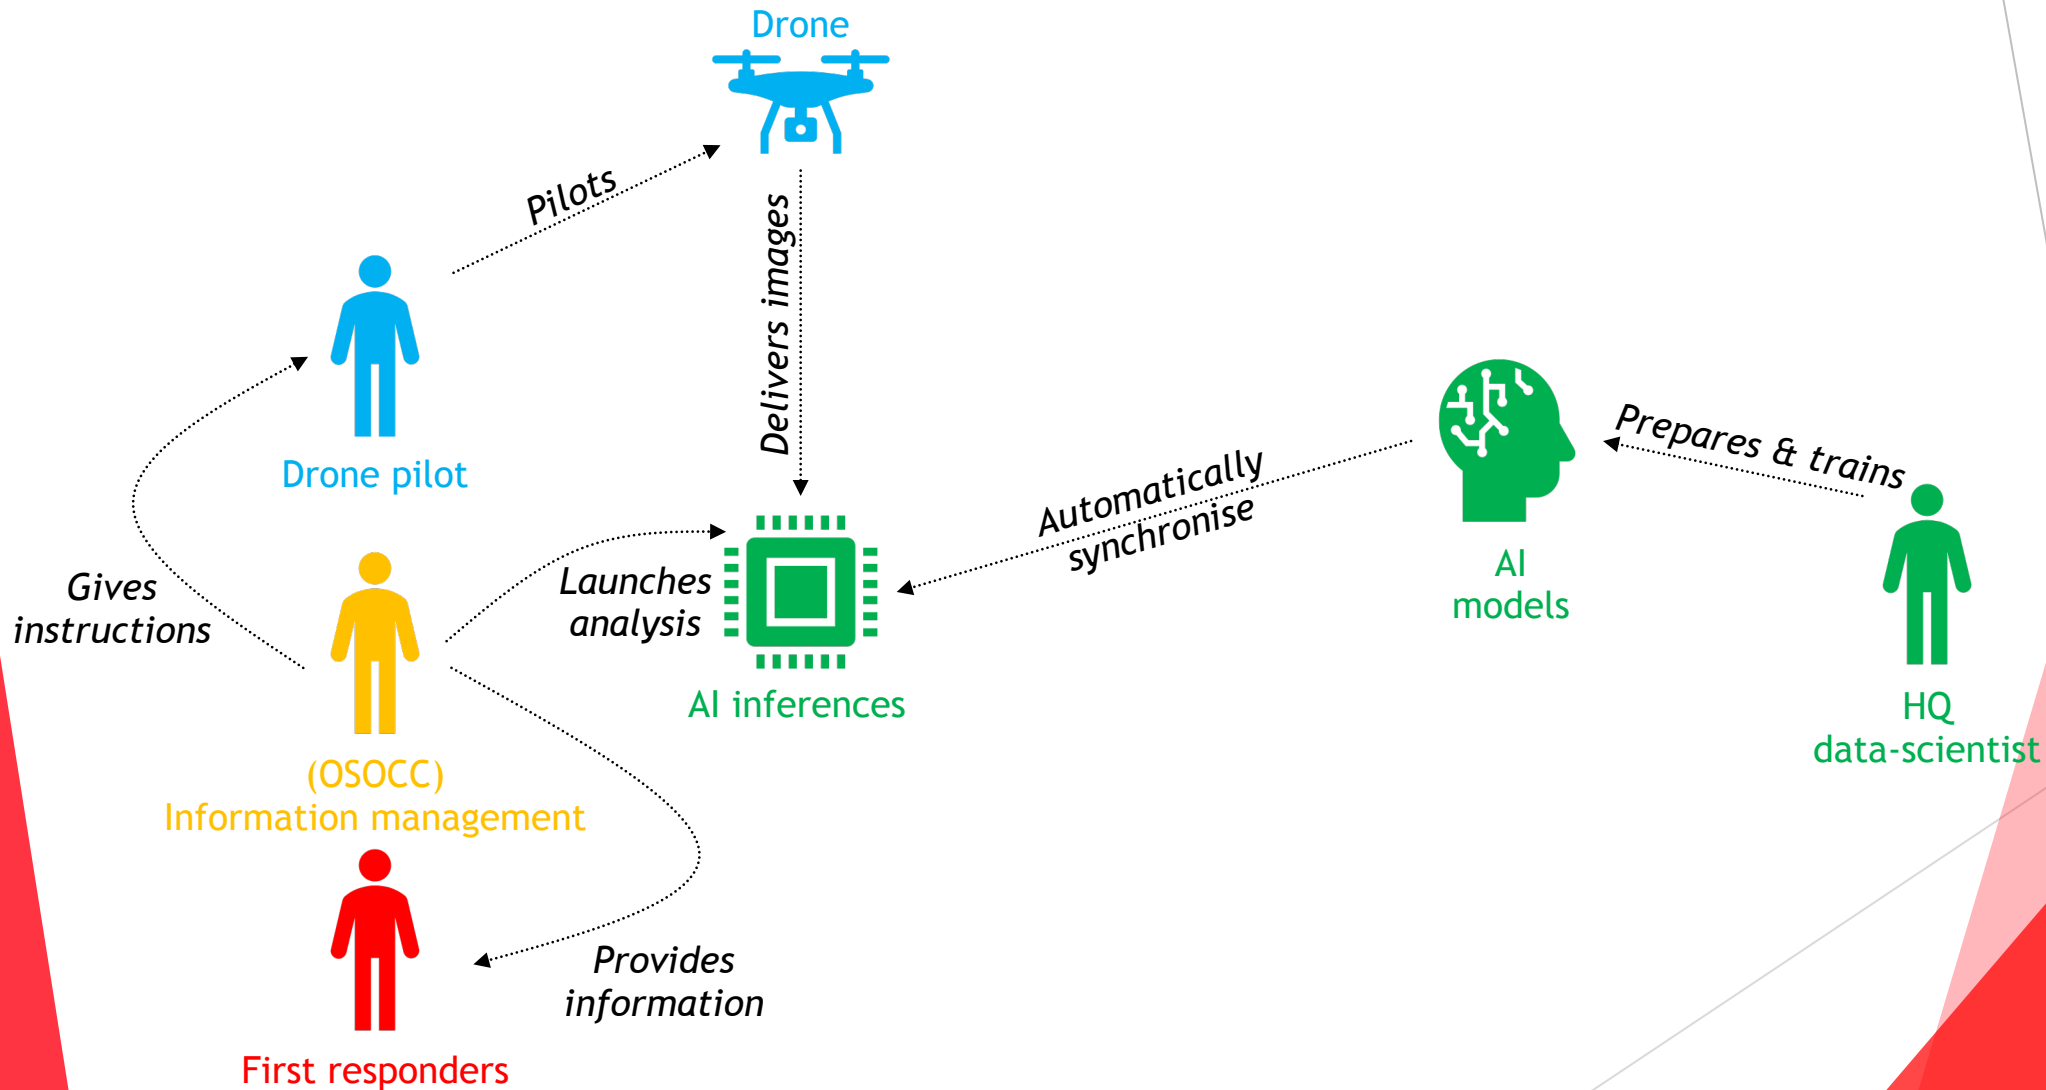 Drone
Pilots
Delivers images
Drone pilot
Automatically
synchronise
Prepares & trains
AI
models
Gives
instructions
Launches
analysis
AI inferences
HQ
data-scientist
(OSOCC)
Information management
Provides
information
First responders